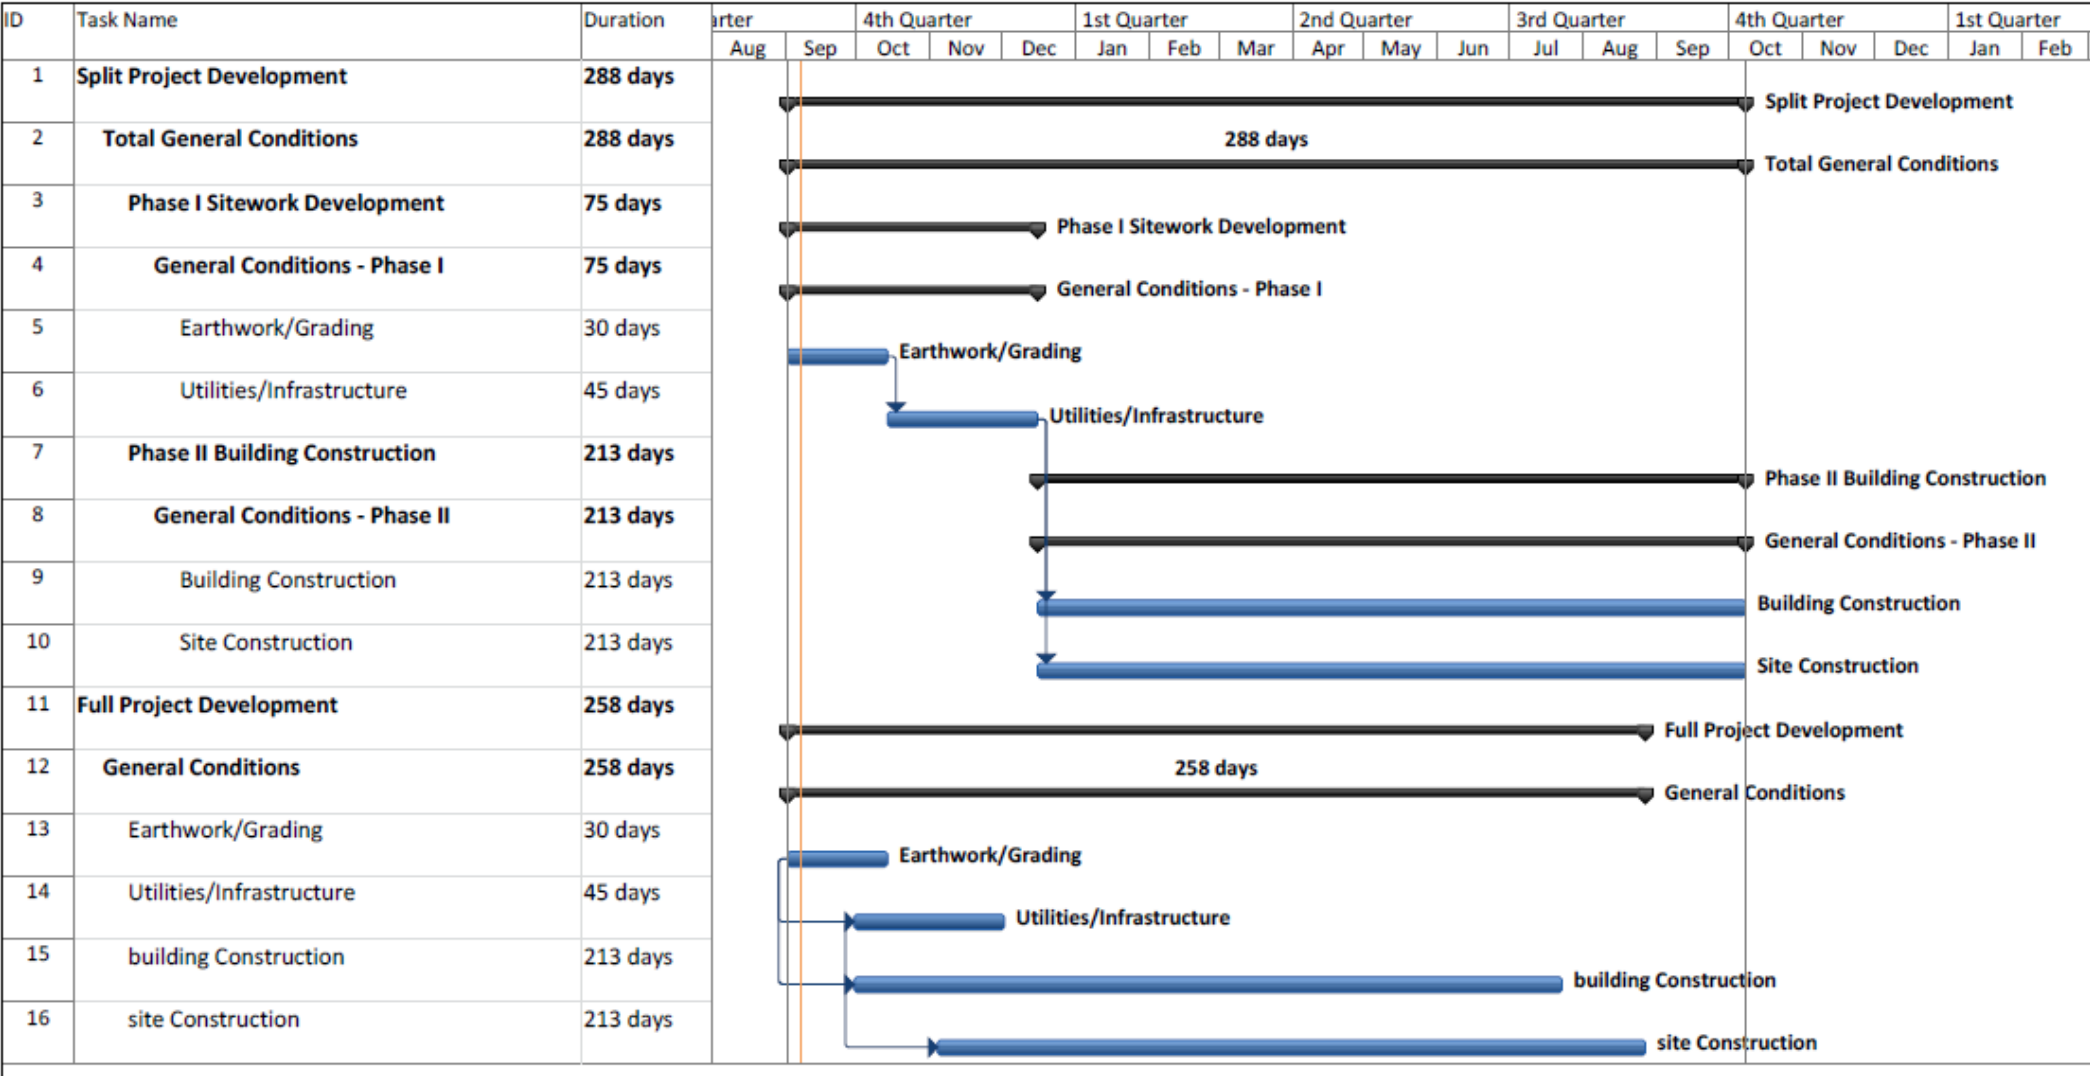 ID Task Name Duration arter 4th Quarter 1st Quarter 2nd Quarter 3rd Quarter 4th Quarter 1st Quarter
Aug Sep Oct Nov Dec Jan Feb Mar Apr May Jun Jul Aug Sep Oct Nov Dec Jan Feb
1 Split Project Development 288 days
Split Project Development
2 Total General Conditions 288 days 288 days
Total General Conditions
3 Phase I Sitework Development 75 days
Phase I Sitework Development
4 General Conditions - Phase I 75 days
General Conditions - Phase I
5 Earthwork/Grading 30 days
Earthwork/Grading
6 Utilities/Infrastructure 45 days
Utilities/Infrastructure
7 Phase II Building Construction 213 days
Phase II Building Construction
8 General Conditions - Phase II 213 days
General Conditions - Phase II
9 Building Construction 213 days
Building Construction
10 Site Construction 213 days
Site Construction
11 Full Project Development 258 days
Full Project Development
12 General Conditions 258 days 258 days
General Conditions
13 Earthwork/Grading 30 days
Earthwork/Grading
14 Utilities/Infrastructure 45 days
Utilities/Infrastructure
15 building Construction 213 days
building Construction
16 site Construction 213 days
site Construction